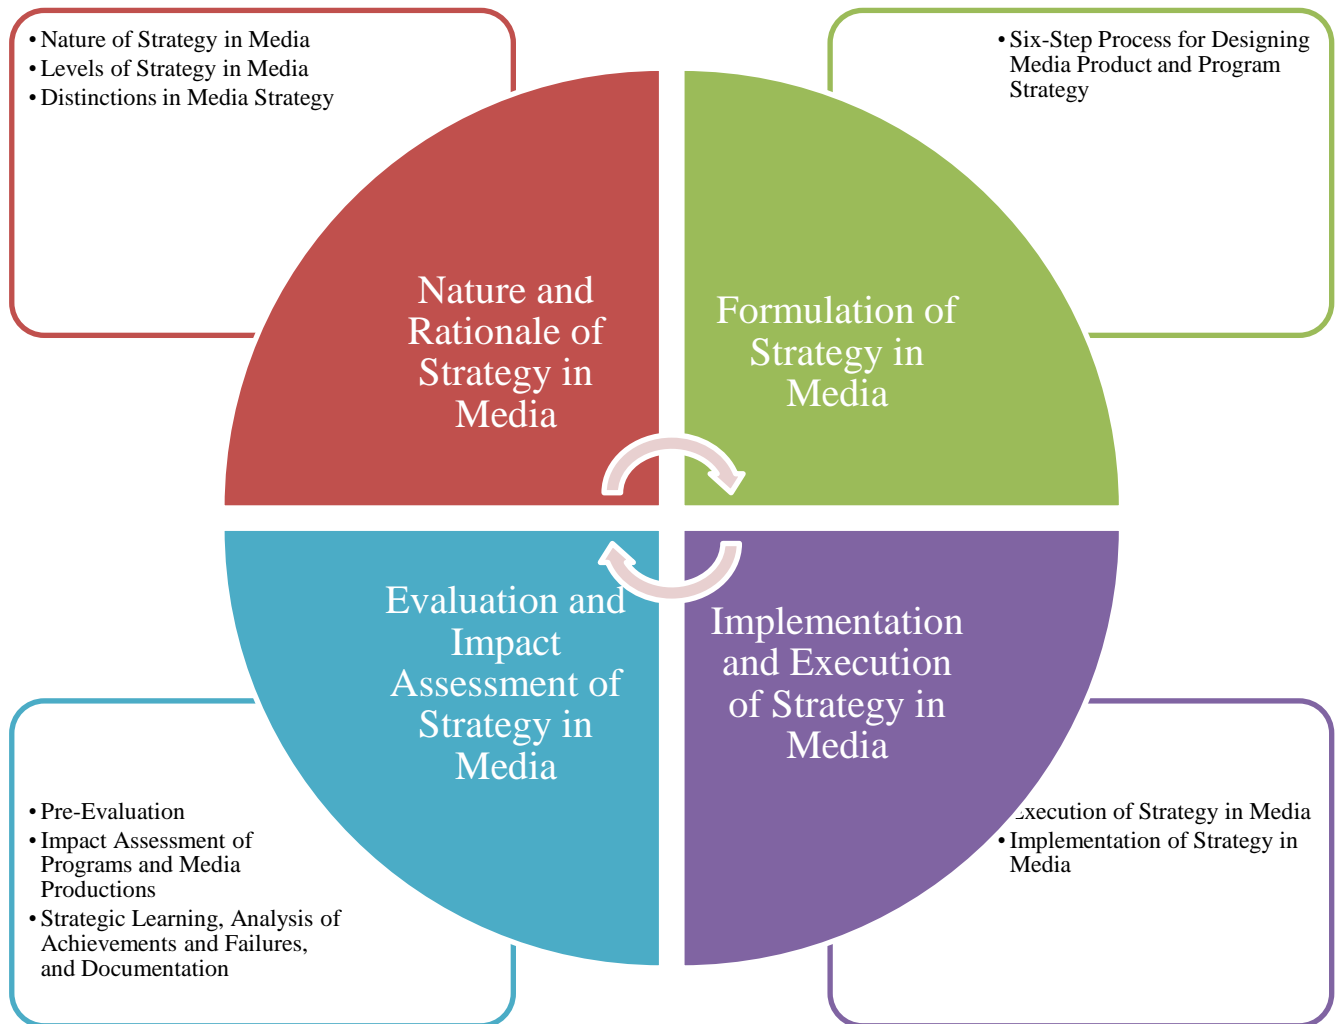 • Nature of Strategy in Media
• Levels of Strategy in Media
• Distinctions in Media Strategy
• Six-Step Process for Designing
Media Product and Program
Strategy
Nature and
Rationale of
Strategy in
Media
Formulation of
Strategy in
Media
Evaluation and
Impact
Assessment of
Strategy in
Media
Implementation
and Execution
of Strategy in
Media
• Pre-Evaluation
• Impact Assessment of
Programs and Media
Productions
• Strategic Learning, Analysis of
Achievements and Failures,
and Documentation
Execution of Strategy in Media
• Implementation of Strategy in
Media